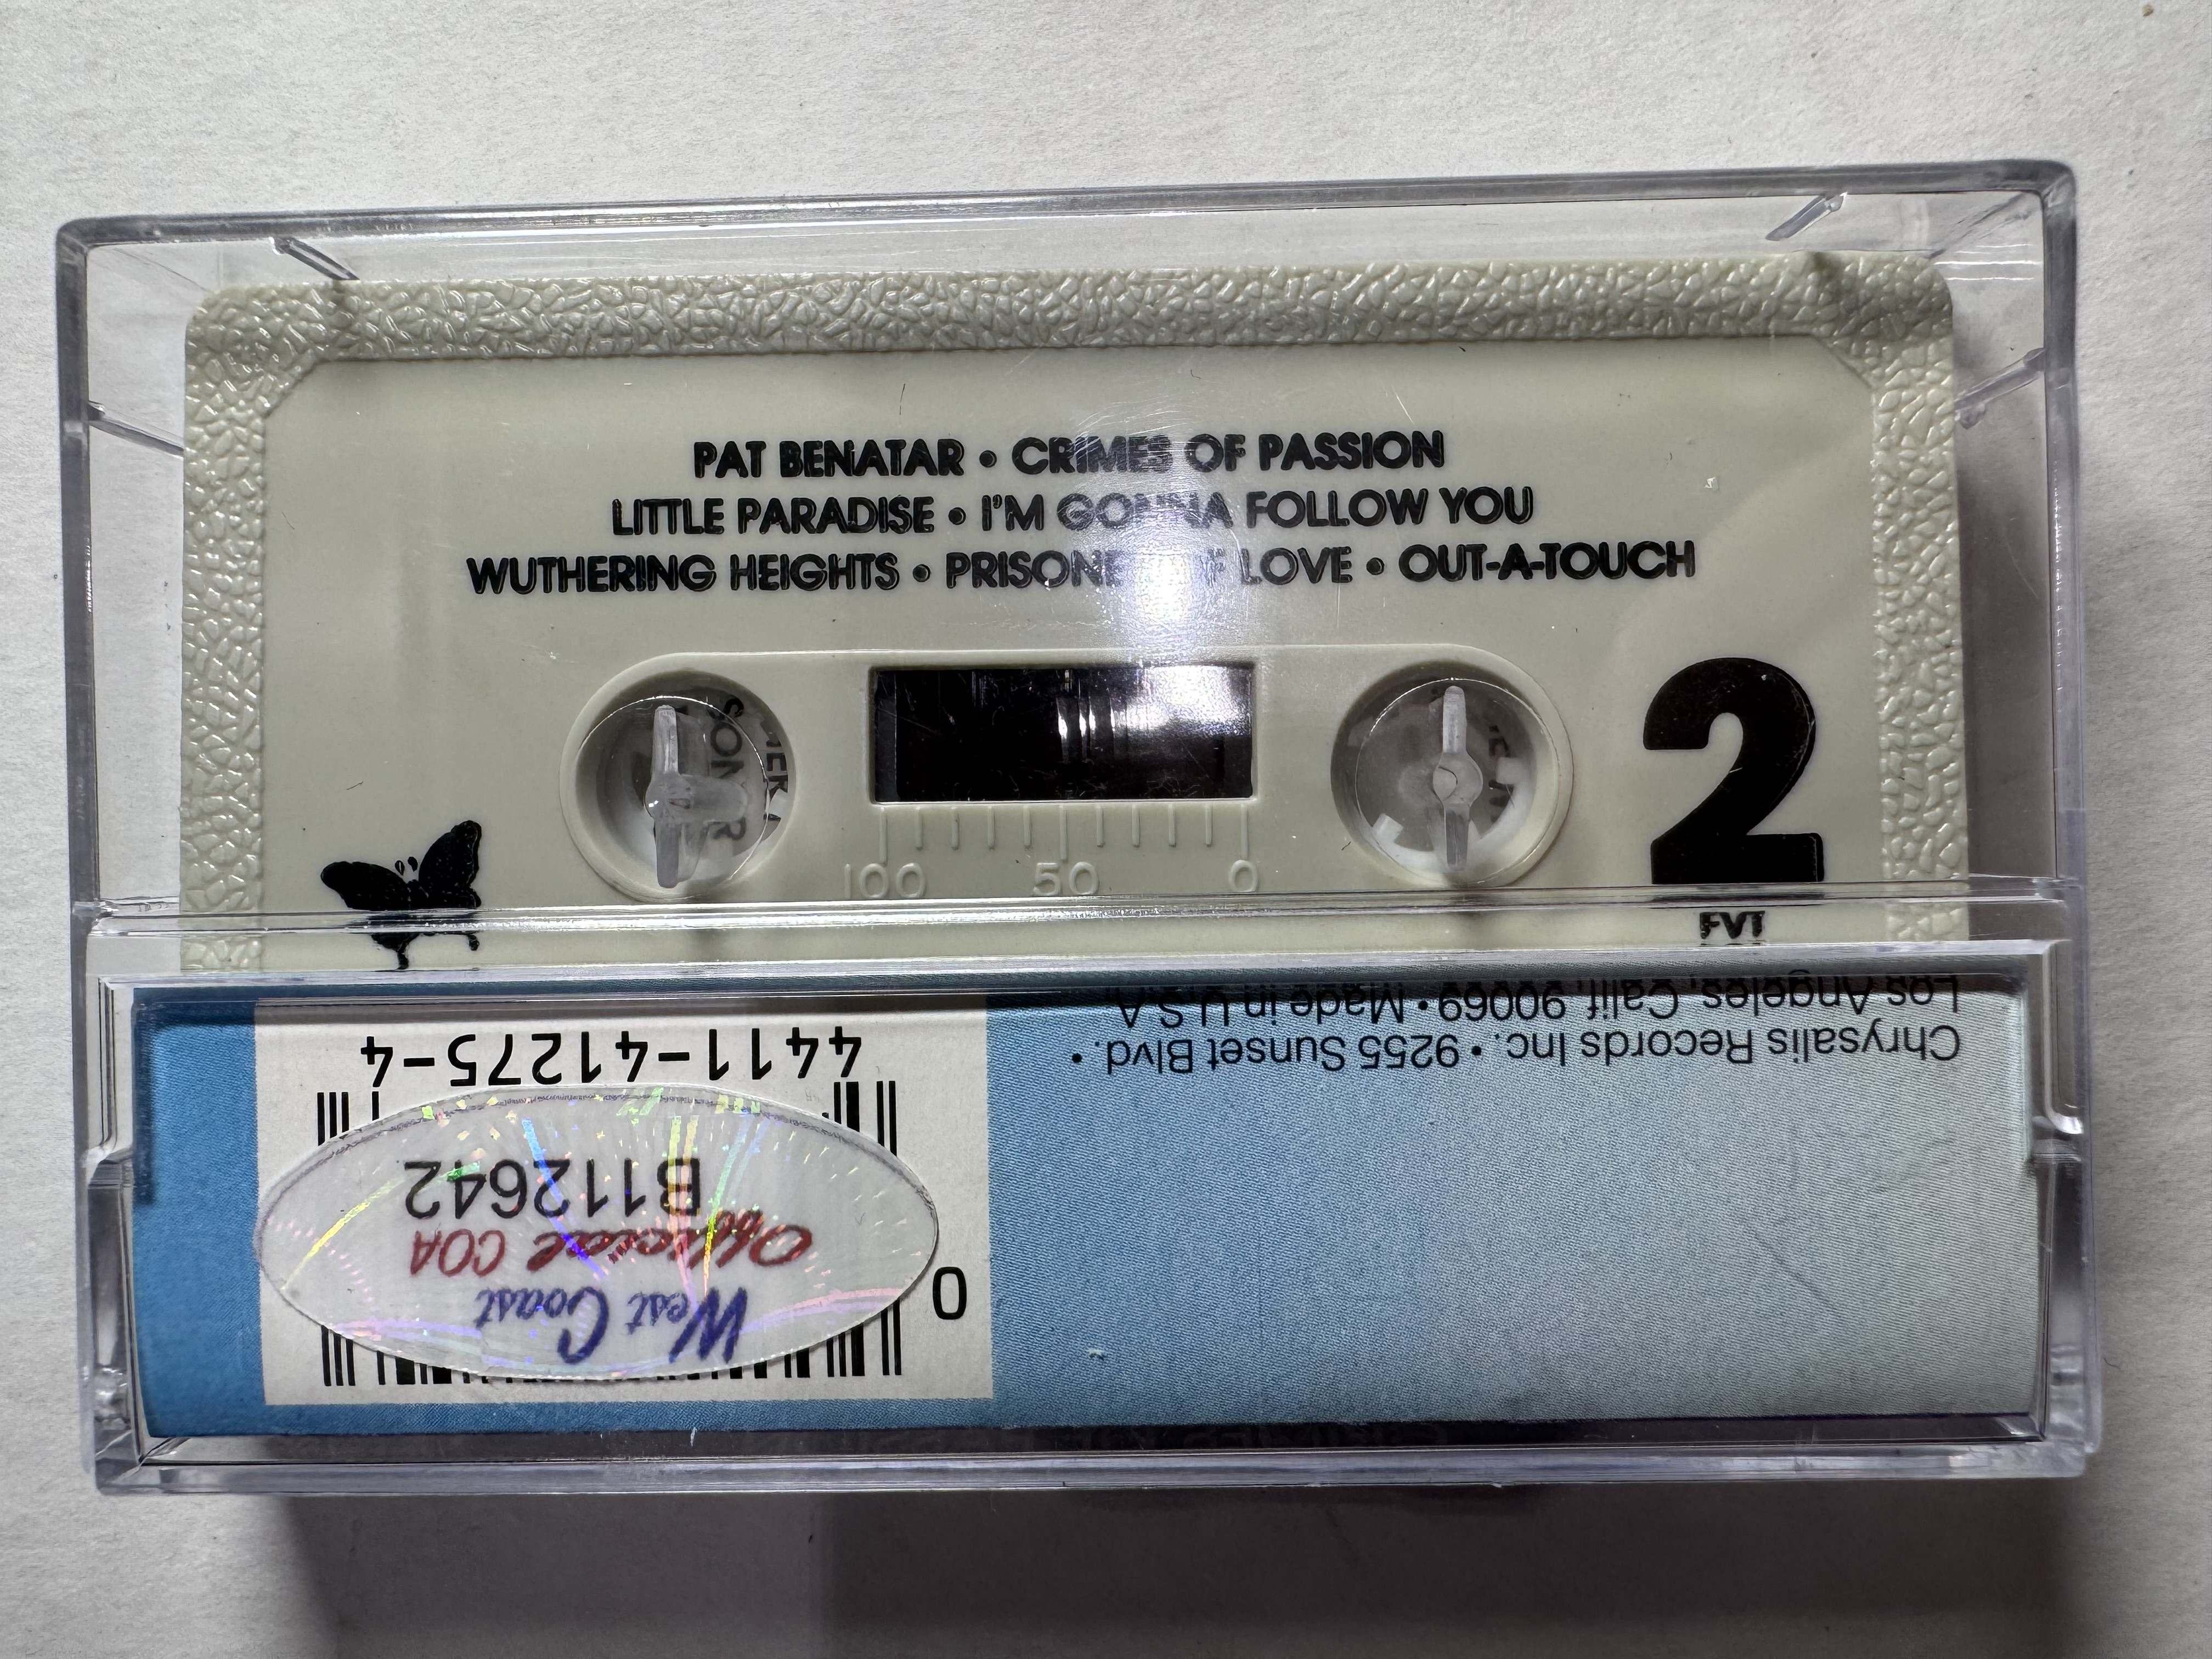 PAT BENATAR • CRIMES OF PASSION
LITTLE PARADISE • I'M GONNA FOLLOW YOU
WUTHERING HEIGHTS • PRISONER OF LOVE • OUT-A-TOUCH
2
100 50 0
Chrysalis Records Inc. • 9255 Sunset Blvd. •
Los Angeles, Calif. 90069 • Made in U.S.A.
4411-41275-4
0
West Coast
Official COA
B112642